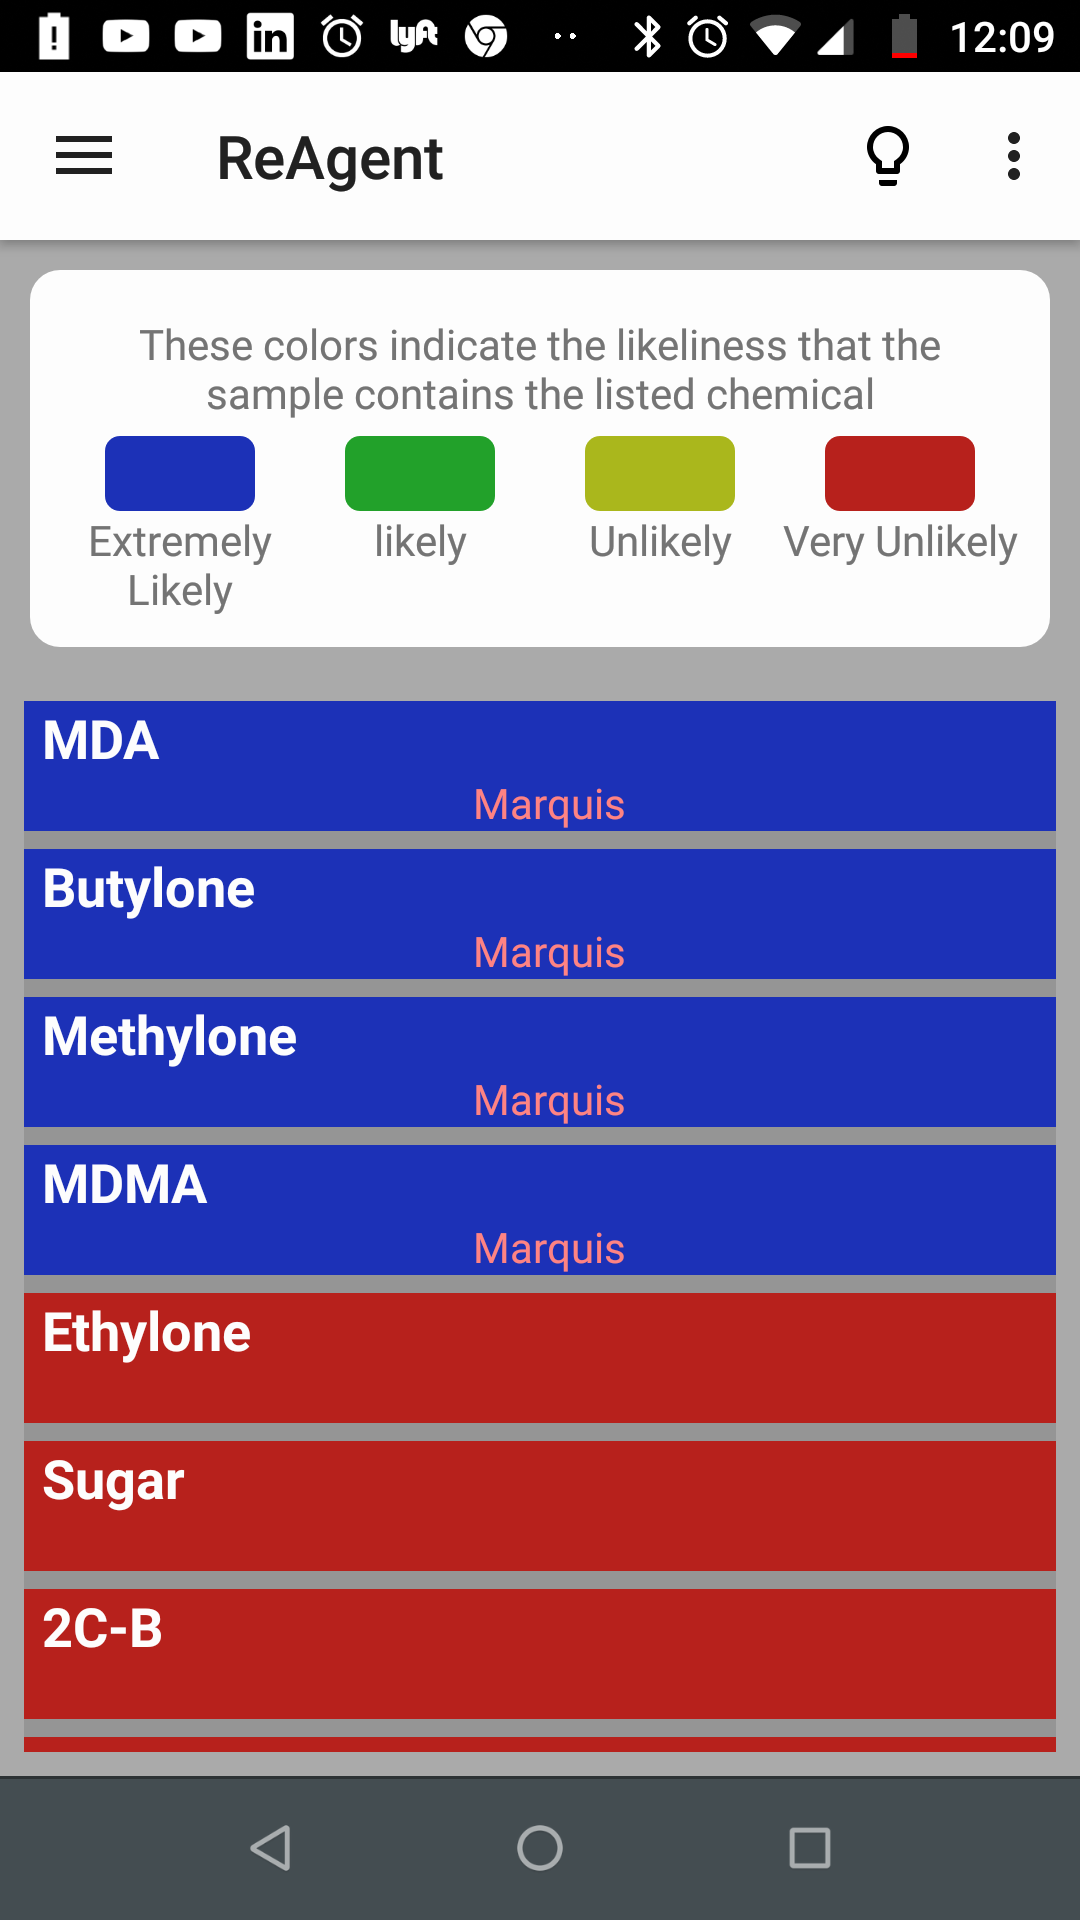 12:09
ReAgent
These colors indicate the likeliness that the
sample contains the listed chemical
Extremely Likely
likely
Unlikely
Very Unlikely
MDA
Marquis
Butylone
Marquis
Methylone
Marquis
MDMA
Marquis
Ethylone
Sugar
2C-B